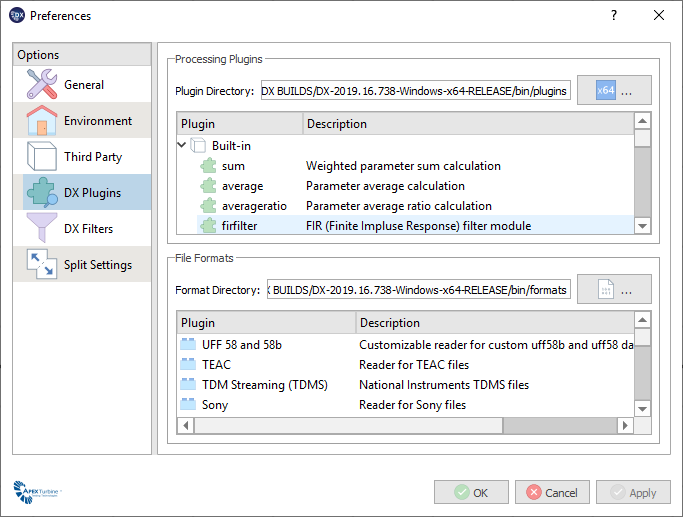 DX
Preferences
?
Options
General
Environment
Third Party
DX Plugins
DX Filters
Split Settings
Processing Plugins
Plugin Directory: DX BUILDS/DX-2019.16.738-Windows-x64-RELEASE/bin/plugins x64 ...
Plugin Description
Built-in
sum Weighted parameter sum calculation
average Parameter average calculation
averageratio Parameter average ratio calculation
firfilter FIR (Finite Impluse Response) filter module
File Formats
Format Directory: BUILDS/DX-2019.16.738-Windows-x64-RELEASE/bin/formats ...
Plugin Description
UFF 58 and 58b Customizable reader for custom uff58b and uff58 da
TEAC Reader for TEAC files
TDM Streaming (TDMS) National Instruments TDMS files
Sony Reader for Sony files
APEX Turbine
OK Cancel Apply